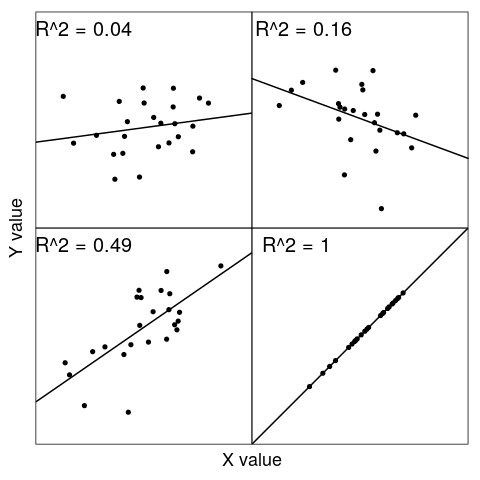 R^2 = 0.04
R^2 = 0.16
R^2 = 0.49
R^2 = 1
Y value
X value